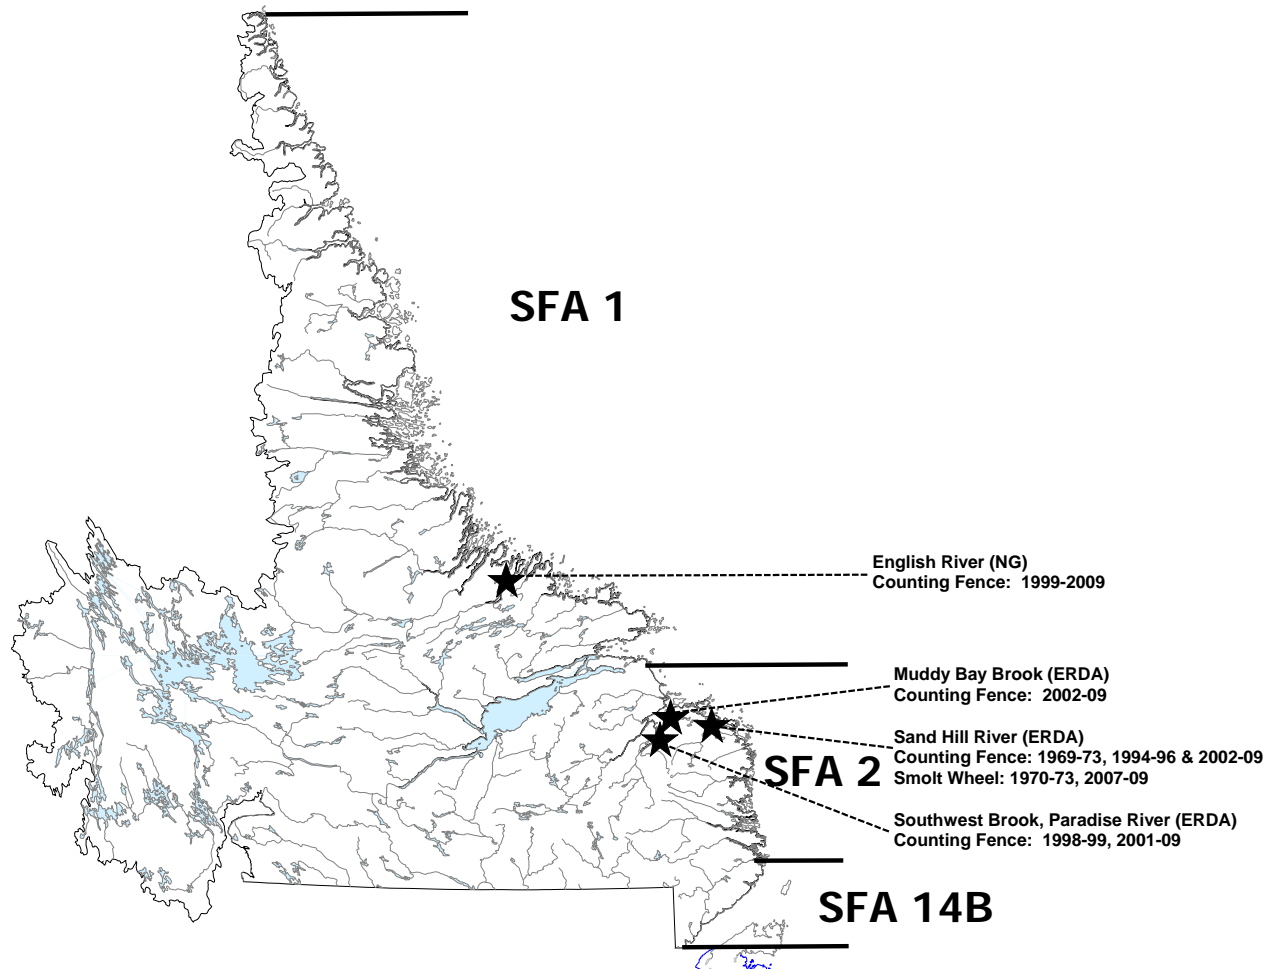 SFA 1
English River (NG)
Counting Fence:  1999-2009
Muddy Bay Brook (ERDA)
Counting Fence:  2002-09
Sand Hill River (ERDA)
Counting Fence: 1969-73, 1994-96 & 2002-09
Smolt Wheel: 1970-73, 2007-09
SFA 2
Southwest Brook, Paradise River (ERDA)
Counting Fence:  1998-99, 2001-09
SFA 14B